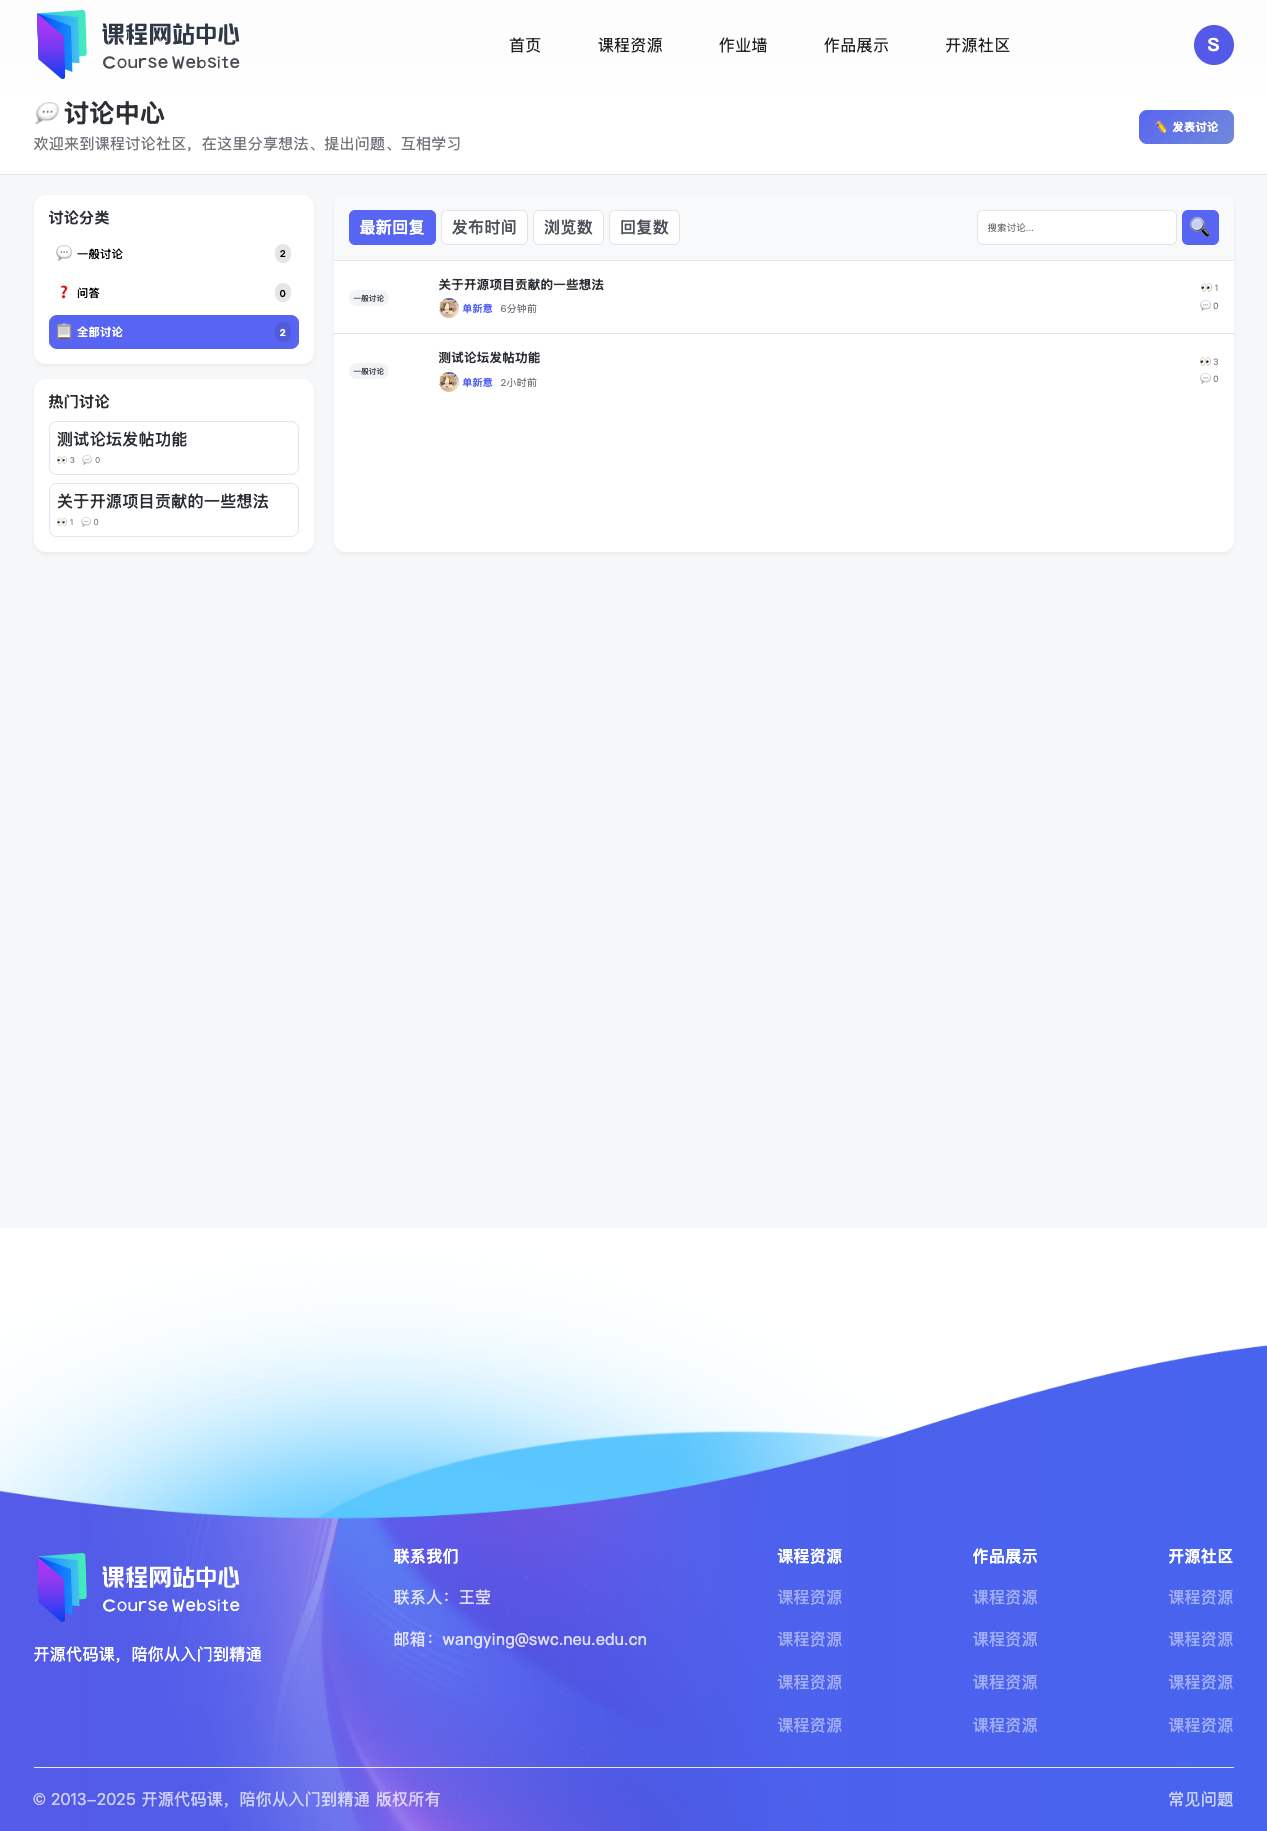 课程网站中心
Course Website
首页 课程资源 作业墙 作品展示 开源社区
S
讨论中心
欢迎来到课程讨论社区，在这里分享想法、提出问题、互相学习
发表讨论
讨论分类
一般讨论 2
问答 0
全部讨论 2
热门讨论
测试论坛发帖功能
3 0
关于开源项目贡献的一些想法
1 0
最新回复 发布时间 浏览数 回复数
搜索讨论...
一般讨论
关于开源项目贡献的一些想法
单新意 6分钟前
1
0
一般讨论
测试论坛发帖功能
单新意 2小时前
3
0
课程网站中心
Course Website
开源代码课，陪你从入门到精通
联系我们
联系人：王莹
邮箱：wangying@swc.neu.edu.cn
课程资源
课程资源
课程资源
课程资源
课程资源
作品展示
课程资源
课程资源
课程资源
课程资源
开源社区
课程资源
课程资源
课程资源
课程资源
© 2013-2025 开源代码课，陪你从入门到精通 版权所有
常见问题